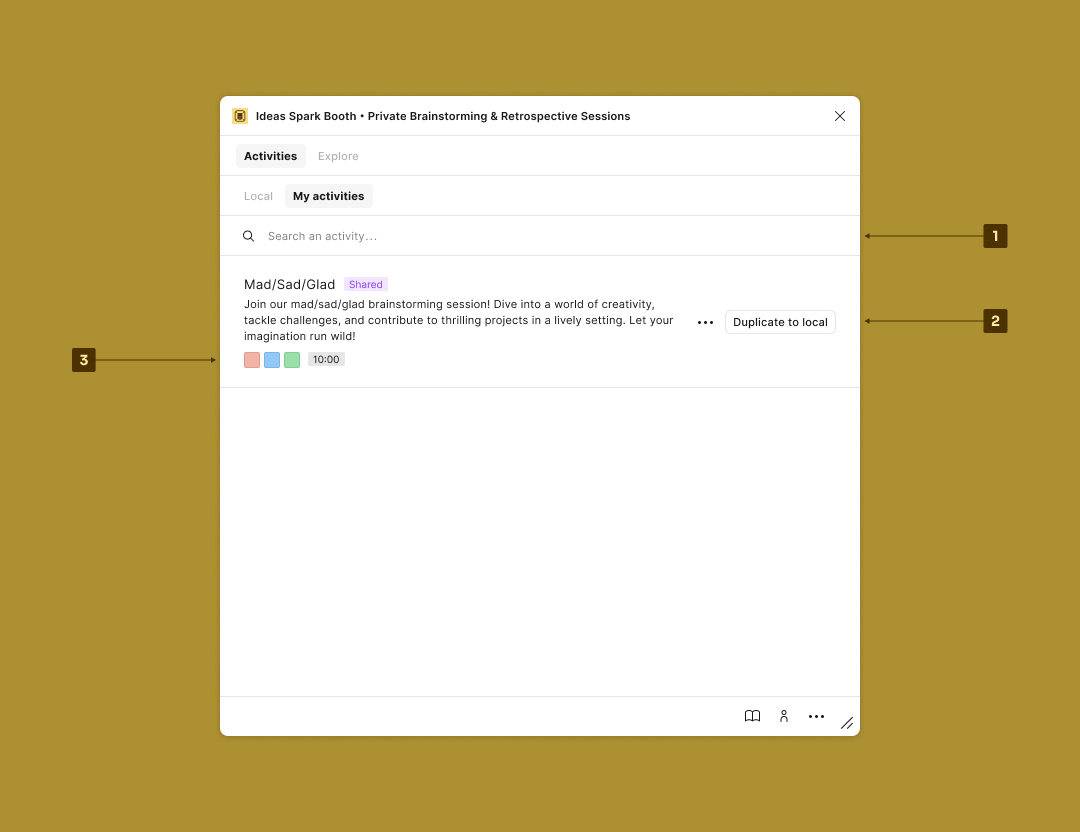 Ideas Spark Booth • Private Brainstorming & Retrospective Sessions
Activities Explore
Local My activities
Search an activity...
1
Mad/Sad/Glad Shared
Join our mad/sad/glad brainstorming session! Dive into a world of creativity,
tackle challenges, and contribute to thrilling projects in a lively setting. Let your
imagination run wild!
Duplicate to local
2
3
10:00